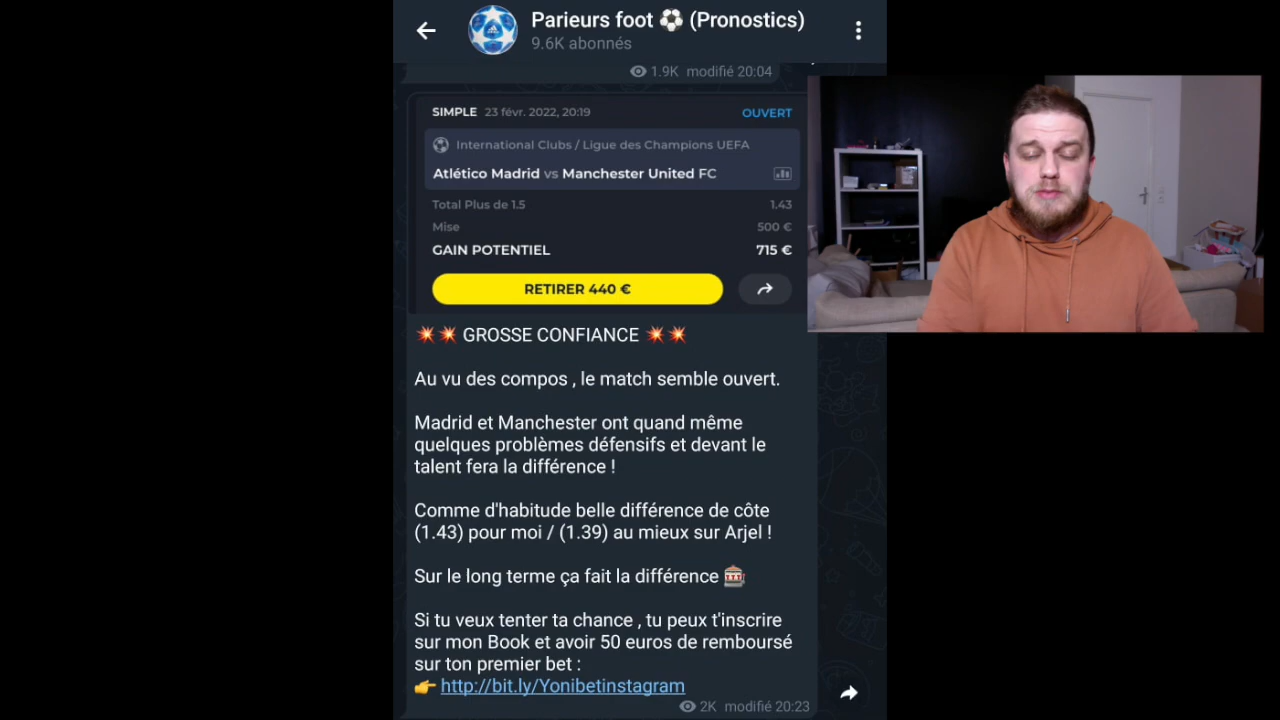 Parieurs foot ⚽ (Pronostics)
9.6K abonnés
1.9K modifié 20:04
SIMPLE 23 févr. 2022, 20:19 OUVERT
International Clubs / Ligue des Champions UEFA
Atlético Madrid vs Manchester United FC
Total Plus de 1.5 1.43
Mise 500 €
GAIN POTENTIEL 715 €
RETIRER 440 €
💥💥 GROSSE CONFIANCE 💥💥
Au vu des compos , le match semble ouvert.
Madrid et Manchester ont quand même
quelques problèmes défensifs et devant le
talent fera la différence !
Comme d'habitude belle différence de côte
(1.43) pour moi / (1.39) au mieux sur Arjel !
Sur le long terme ça fait la différence 🎰
Si tu veux tenter ta chance , tu peux t'inscrire
sur mon Book et avoir 50 euros de remboursé
sur ton premier bet :
👉 http://bit.ly/Yonibetinstagram
2K modifié 20:23